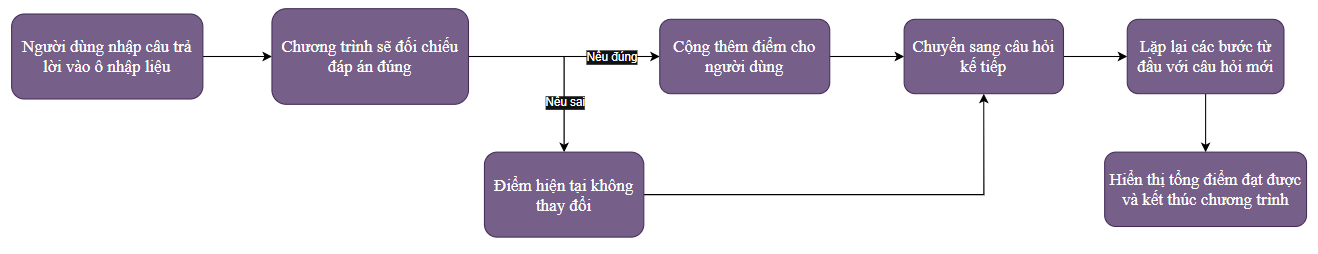 Người dùng nhập câu trả
lời vào ô nhập liệu
Chương trình sẽ đối chiếu
đáp án đúng
Nếu đúng
Nếu sai
Cộng thêm điểm cho
người dùng
Điểm hiện tại không
thay đổi
Chuyển sang câu hỏi
kế tiếp
Lặp lại các bước từ
đầu với câu hỏi mới
Hiển thị tổng điểm đạt được
và kết thúc chương trình